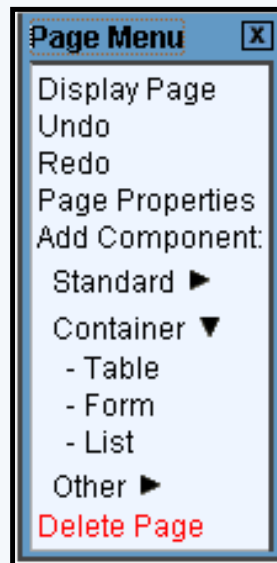 Page Menu X
Display Page
Undo
Redo
Page Properties
Add Component:
Standard ►
Container ▼
- Table
- Form
- List
Other ►
Delete Page